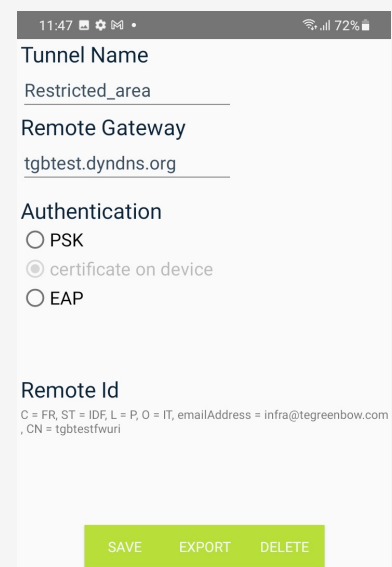 11:47 72%
Tunnel Name
Restricted_area
Remote Gateway
tgbtest.dyndns.org
Authentication
PSK
certificate on device
EAP
Remote Id
C = FR, ST = IDF, L = P, O = IT, emailAddress = infra@tegreenbow.com
, CN = tgbtestfwuri
SAVE EXPORT DELETE